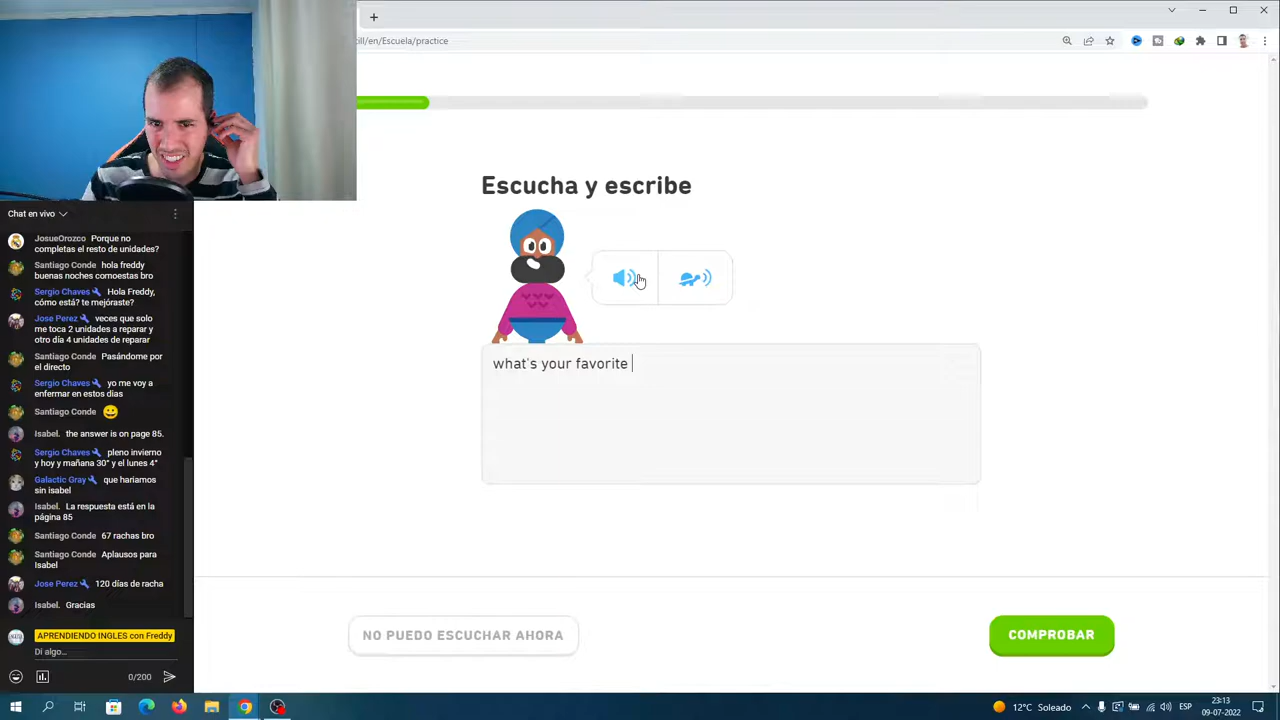 ill/en/Escuela/practice
Escucha y escribe
what's your favorite
NO PUEDO ESCUCHAR AHORA
COMPROBAR
Chat en vivo
JosueOrozco Porque no
completas el resto de unidades?
Santiago Conde hola freddy
buenas noches comoestas bro
Sergio Chaves Hola Freddy,
cómo está? te mejóraste?
Jose Perez veces que solo
me toca 2 unidades a reparar y
otro día 4 unidades de reparar
Santiago Conde Pasándome por
el directo
Sergio Chaves yo me voy a
enfermar en estos dias
Santiago Conde 😀
Isabel. the answer is on page 85.
Sergio Chaves pleno invierno
y hoy y mañana 30° y el lunes 4°
Galactic Gray que hariamos
sin isabel
Isabel. La respuesta está en la
página 85
Santiago Conde 67 rachas bro
Santiago Conde Aplausos para
Isabel
Jose Perez 120 días de racha
Isabel. Gracias
APRENDIENDO INGLES con Freddy
Di algo...
0/200
12°C Soleado
ESP
23:13
09-07-2022